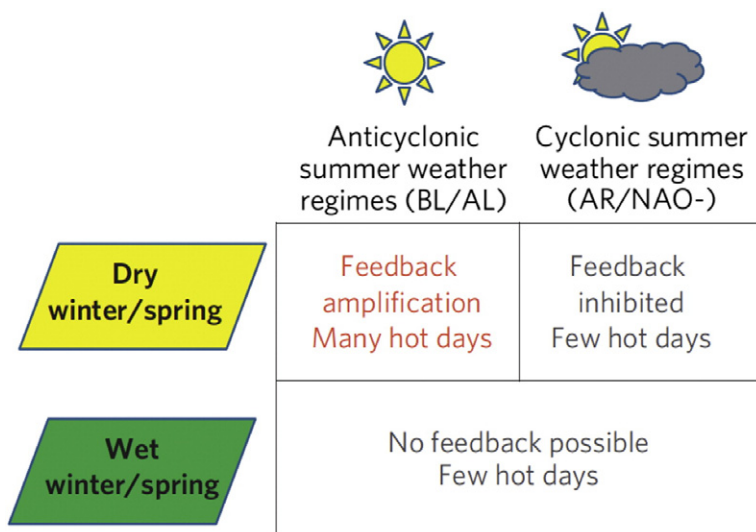 Anticyclonic
summer weather
regimes (BL/AL)
Cyclonic summer
weather regimes
(AR/NAO-)
Dry
winter/spring
Feedback
amplification
Many hot days
Feedback
inhibited
Few hot days
Wet
winter/spring
No feedback possible
Few hot days